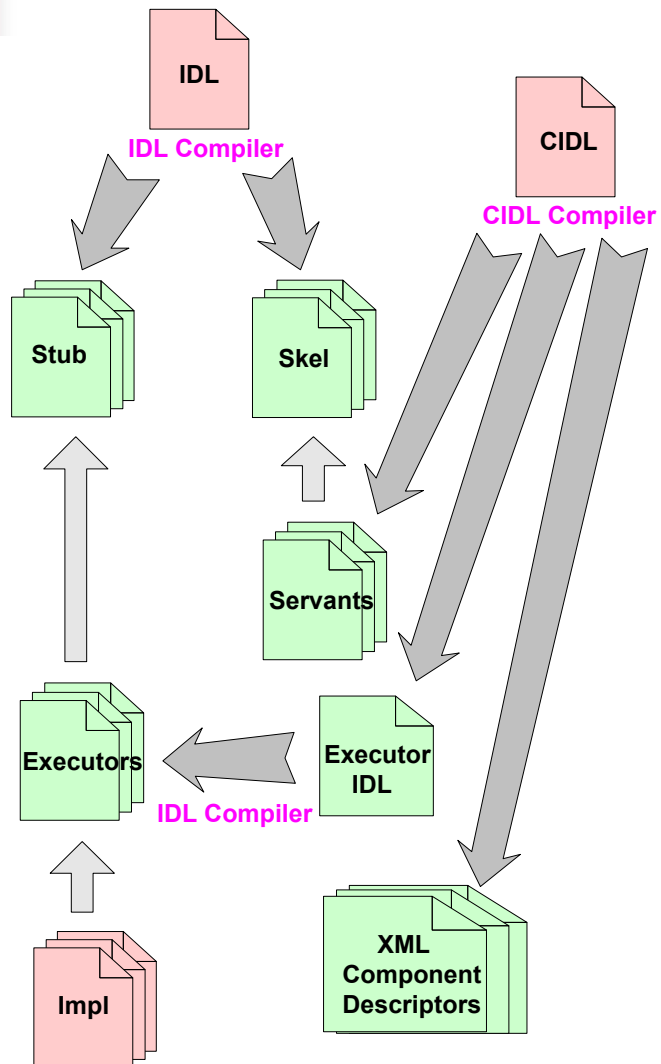 IDL
IDL Compiler
CIDL
CIDL Compiler
Stub
Skel
Servants
Executors
Executor
IDL
IDL Compiler
XML
Component
Descriptors
Impl